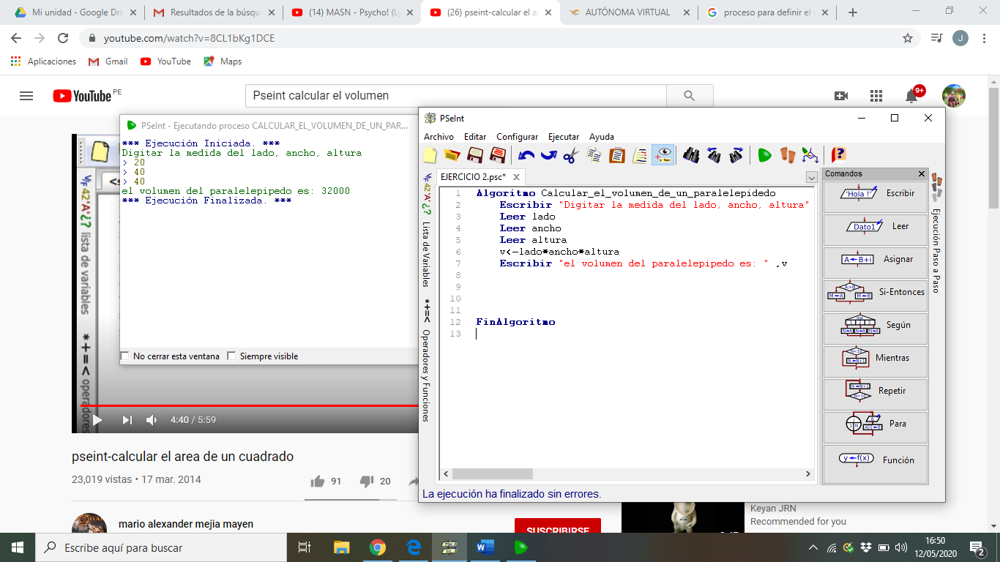 Mi unidad - Google Dri
Resultados de la búsque
(14) MASN - Psycho! (Ly
(26) pseint-calcular el a
AUTÓNOMA VIRTUAL
proceso para definir el v
youtube.com/watch?v=8CL1bKg1DCE
J
Aplicaciones
Gmail
YouTube
Maps
YouTube PE
Pseint calcular el volumen
9+
PSeInt - Ejecutando proceso CALCULAR_EL_VOLUMEN_DE_UN_PAR...
*** Ejecución Iniciada. ***
Digitar la medida del lado, ancho, altura
> 20
> 40
> 40
el volumen del paralelepipedo es: 32000
*** Ejecución Finalizada. ***
No cerrar esta ventana
Siempre visible
lista de variables
operadores
PSeInt
Archivo Editar Configurar Ejecutar Ayuda
EJERCICIO 2.psc*
Lista de Variables
Operadores y Funciones
1 Algoritmo Calcular_el_volumen_de_un_paralelepidedo
2 Escribir "Digitar la medida del lado, ancho, altura"
3 Leer lado
4 Leer ancho
5 Leer altura
6 v<-lado*ancho*altura
7 Escribir "el volumen del paralelepipedo es: " ,v
8
9
10
11
12 FinAlgoritmo
13
Comandos
'Hola !' Escribir
Dato1 Leer
A←B+i Asignar
Si-Entonces
Según
Mientras
Repetir
Para
y←f(x) Función
Ejecución Paso a Paso
La ejecución ha finalizado sin errores.
4:40 / 5:59
pseint-calcular el area de un cuadrado
23,019 vistas • 17 mar. 2014
91
20
mario alexander mejia mayen
SUSCRIBIRSE
Keyan JRN
Recommended for you
Escribe aquí para buscar
16:50
12/05/2020
2